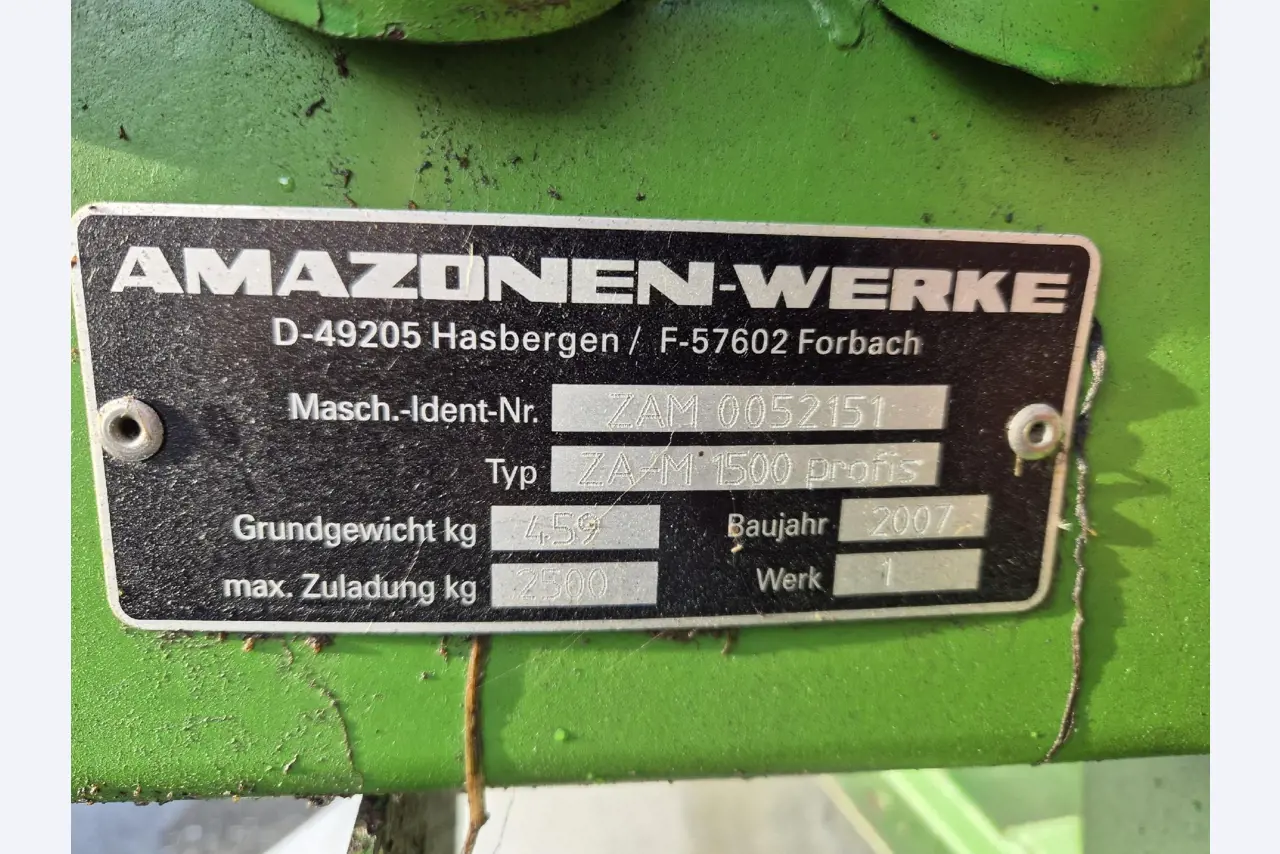 AMAZONEN-WERKE
D-49205 Hasbergen / F-57602 Forbach
Masch.-Ident-Nr. ZAM 0052151
Typ ZA-M 1500 profis
Grundgewicht kg 459 Baujahr 2007
max. Zuladung kg 2500 Werk 1